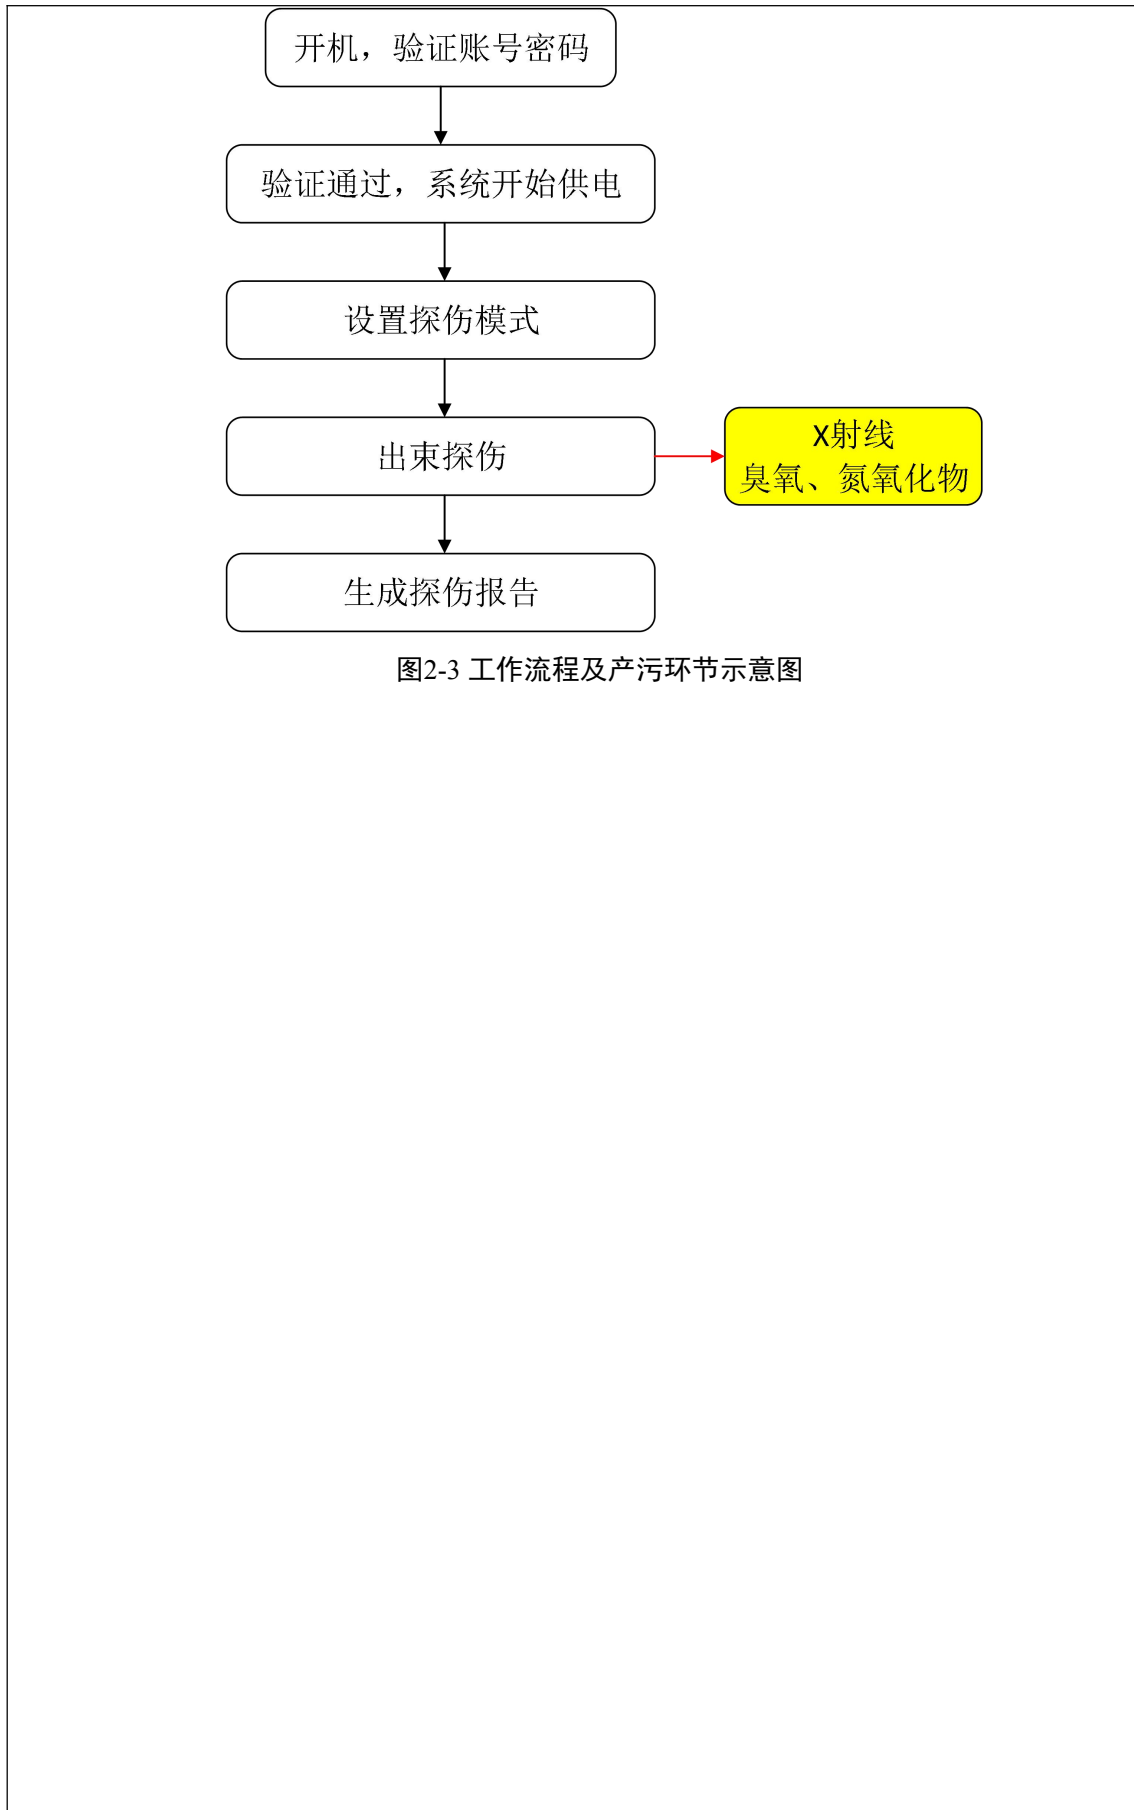 开机，验证账号密码
验证通过，系统开始供电
设置探伤模式
出束探伤
X射线
臭氧、氮氧化物
生成探伤报告
图2-3 工作流程及产污环节示意图